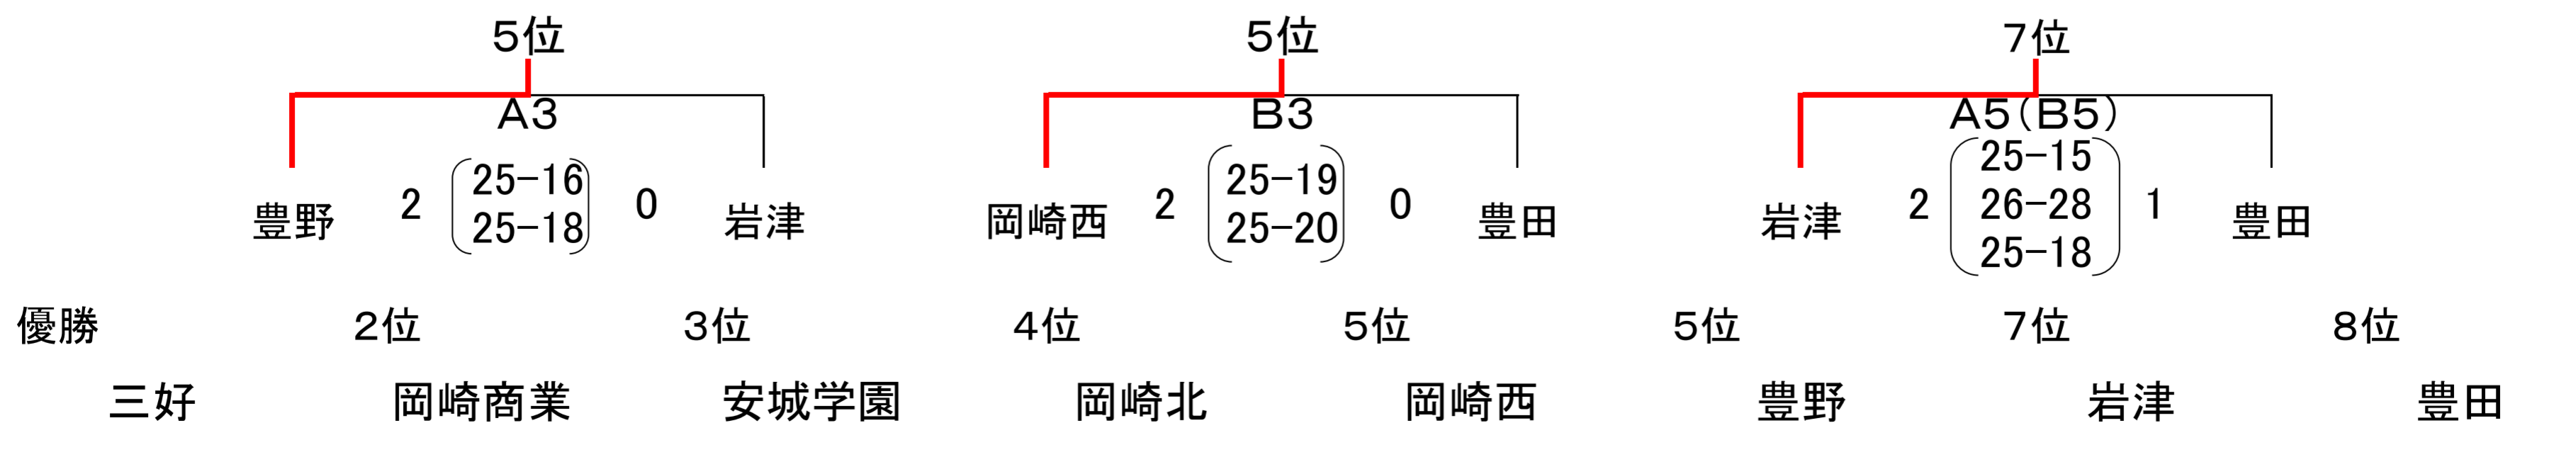 5位 5位 7位
A3 B3 A5(B5)
25-15
25-16 25-19
豊野 2 0 岩津 岡崎西 2 0 豊田 岩津 2 26-28 1 豊田
25-18 25-20
25-18
優勝 2位 3位 4位 5位 5位 7位 8位
三好 岡崎商業 安城学園 岡崎北 岡崎西 豊野 岩津 豊田